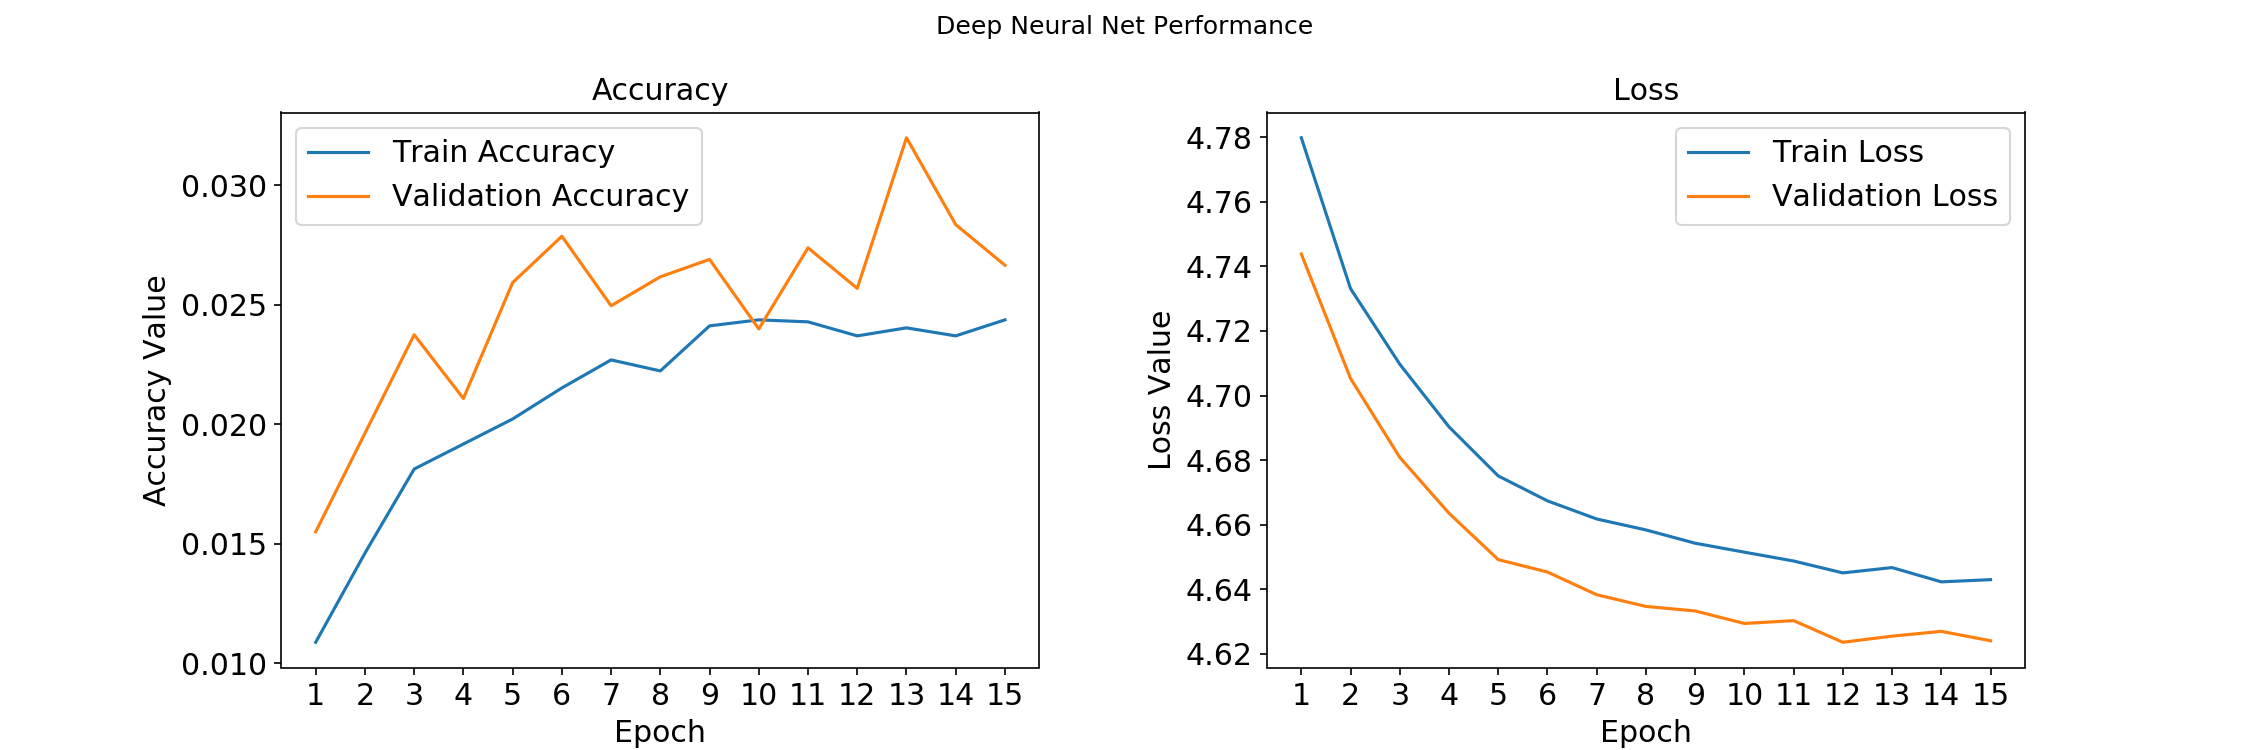 Deep Neural Net Performance
Accuracy
Train Accuracy
Validation Accuracy
Accuracy Value
0.030
0.025
0.020
0.015
0.010
1 2 3 4 5 6 7 8 9 10 11 12 13 14 15
Epoch
Loss
Train Loss
Validation Loss
Loss Value
4.78
4.76
4.74
4.72
4.70
4.68
4.66
4.64
4.62
1 2 3 4 5 6 7 8 9 10 11 12 13 14 15
Epoch